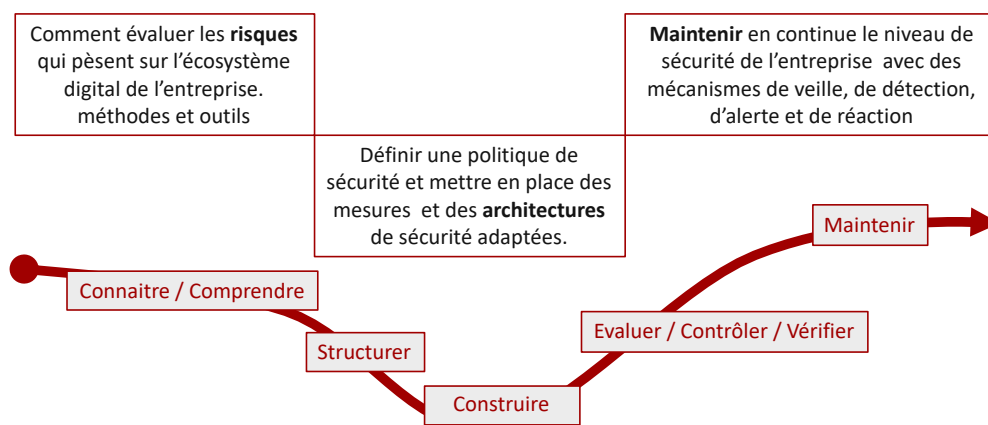 Comment évaluer les risques
qui pèsent sur l'écosystème
digital de l'entreprise.
méthodes et outils
Définir une politique de
sécurité et mettre en place des
mesures et des architectures
de sécurité adaptées.
Maintenir en continue le niveau de
sécurité de l'entreprise avec des
mécanismes de veille, de détection,
d'alerte et de réaction
Connaitre / Comprendre
Structurer
Construire
Evaluer / Contrôler / Vérifier
Maintenir